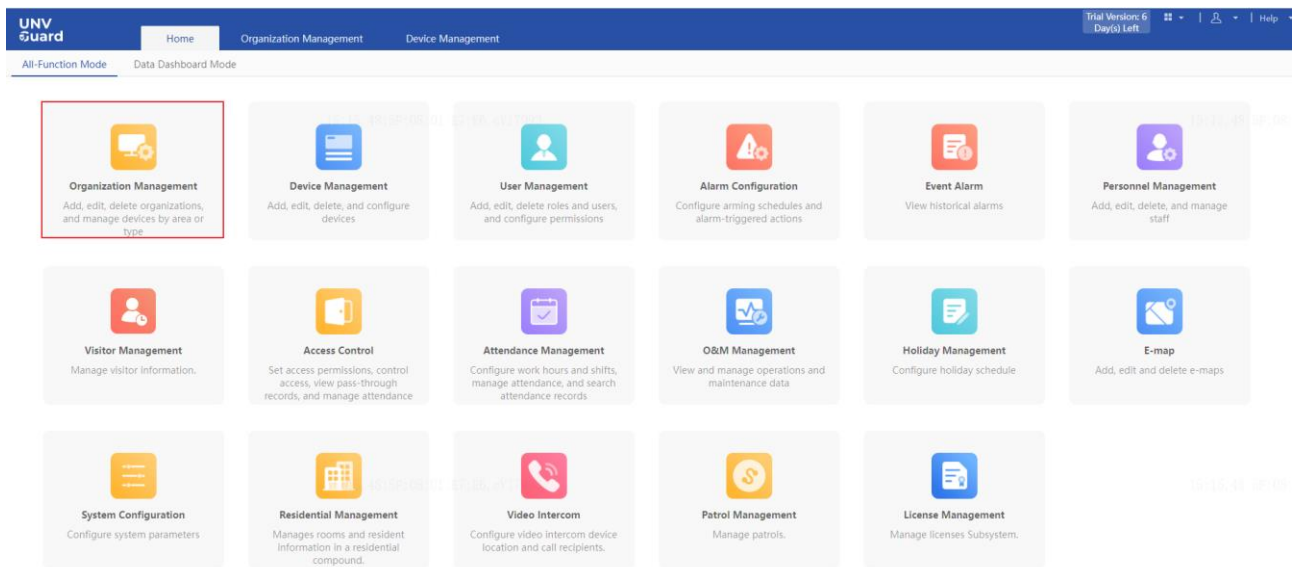 UNV
Guard
Home
Organization Management
Device Management
Trial Version: 6
Day(s) Left
Help
All-Function Mode
Data Dashboard Mode
Organization Management
Add, edit, delete organizations,
and manage devices by area or
type
Device Management
Add, edit, delete, and configure
devices
User Management
Add, edit, delete roles and users,
and configure permissions
Alarm Configuration
Configure arming schedules and
alarm-triggered actions
Event Alarm
View historical alarms
Personnel Management
Add, edit, delete, and manage
staff
Visitor Management
Manage visitor information.
Access Control
Set access permissions, control
access, view pass-through
records, and manage attendance
Attendance Management
Configure work hours and shifts,
manage attendance, and search
attendance records
O&M Management
View and manage operations and
maintenance data
Holiday Management
Configure holiday schedule
E-map
Add, edit and delete e-maps
System Configuration
Configure system parameters
Residential Management
Manages rooms and resident
information in a residential
compound.
Video Intercom
Configure video intercom device
location and call recipients.
Patrol Management
Manage patrols.
License Management
Manage licenses Subsystem.